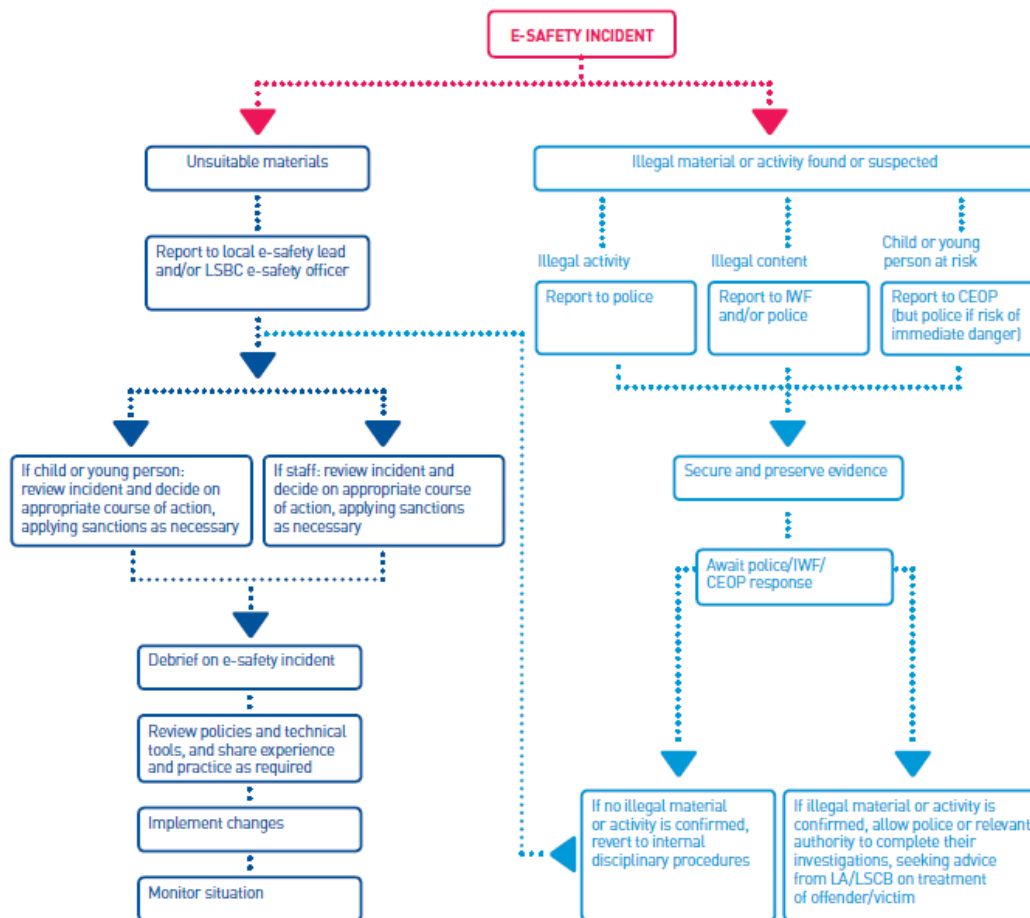 E-SAFETY INCIDENT
Unsuitable materials
Illegal material or activity found or suspected
Report to local e-safety lead
and/or LSBC e-safety officer
Illegal activity
Report to police
Illegal content
Report to IWF
and/or police
Child or young
person at risk
Report to CEOP
(but police if risk of
immediate danger)
If child or young person:
review incident and decide on
appropriate course of action,
applying sanctions as necessary
If staff: review incident and
decide on appropriate course
of action, applying sanctions
as necessary
Secure and preserve evidence
Await police/IWF/
CEOP response
Debrief on e-safety incident
Review policies and technical
tools, and share experience
and practice as required
Implement changes
Monitor situation
If no illegal material
or activity is confirmed,
revert to internal
disciplinary procedures
If illegal material or activity is
confirmed, allow police or relevant
authority to complete their
investigations, seeking advice
from LA/LSCB on treatment
of offender/victim